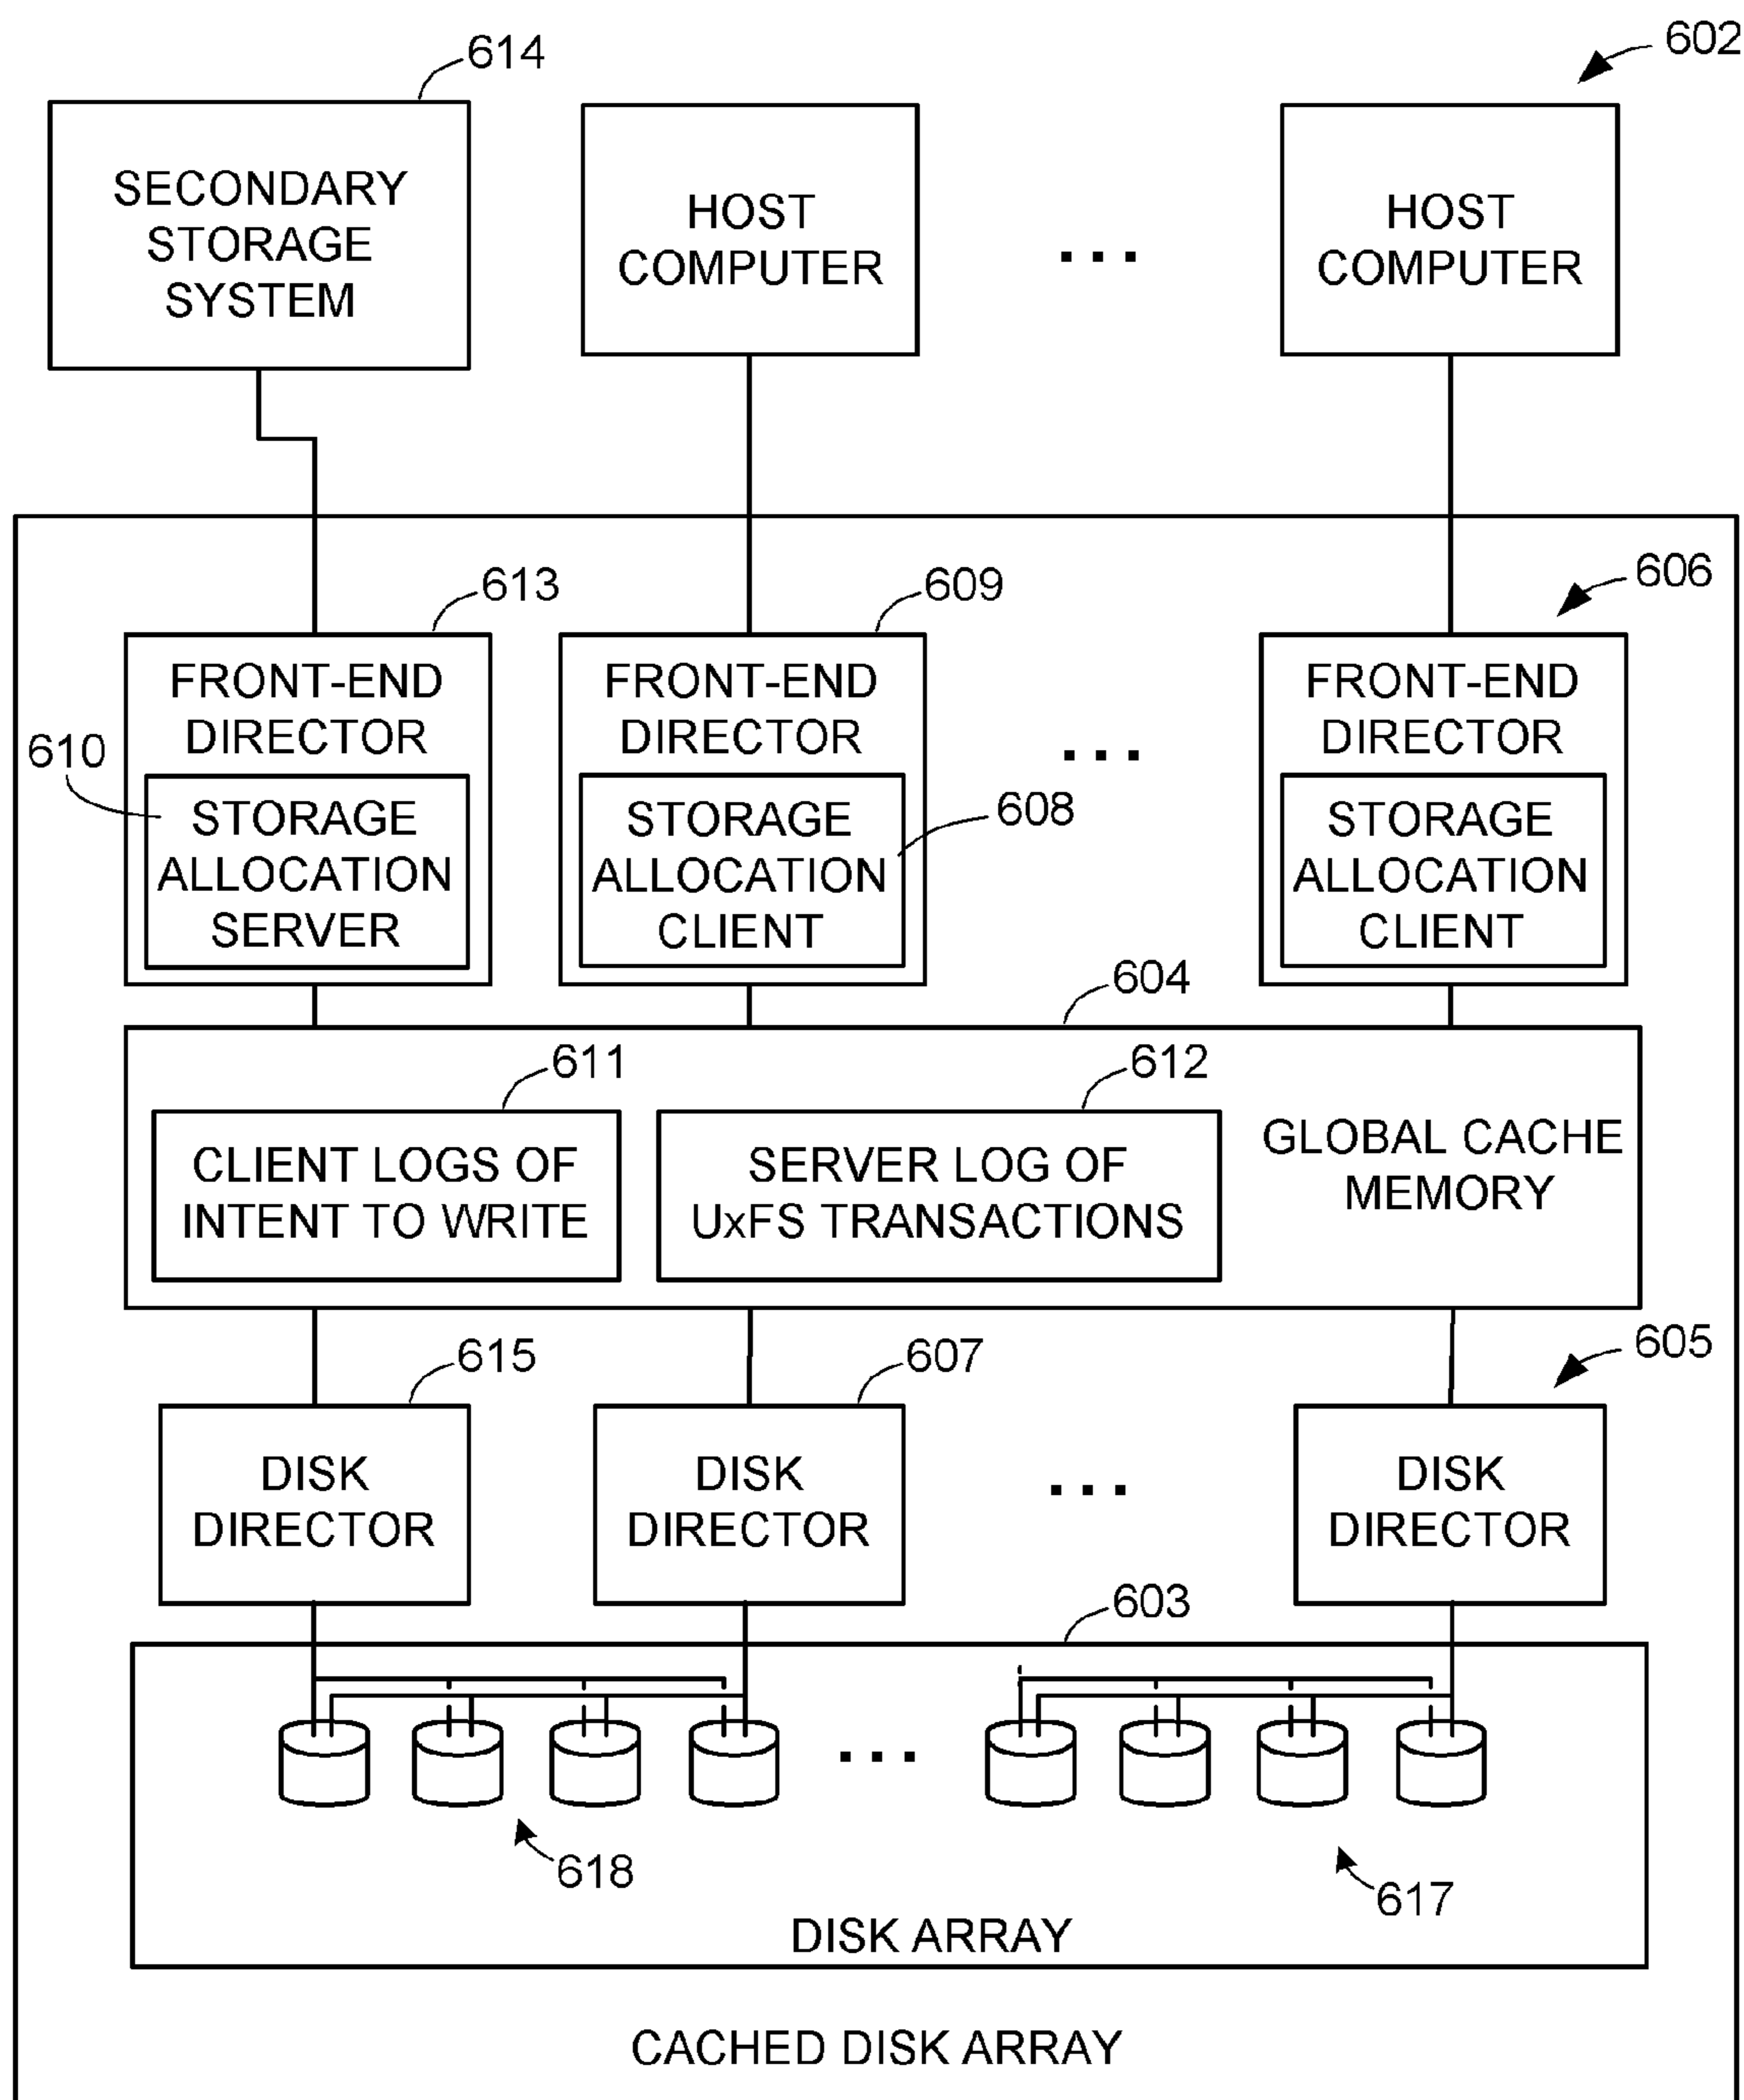 614
602
SECONDARY
STORAGE
SYSTEM
HOST
COMPUTER
...
HOST
COMPUTER
613
609
606
FRONT-END
DIRECTOR
FRONT-END
DIRECTOR
...
FRONT-END
DIRECTOR
610
STORAGE
ALLOCATION
SERVER
STORAGE
ALLOCATION
CLIENT
608
STORAGE
ALLOCATION
CLIENT
604
611
612
CLIENT LOGS OF
INTENT TO WRITE
SERVER LOG OF
UxFS TRANSACTIONS
GLOBAL CACHE
MEMORY
615
607
605
DISK
DIRECTOR
DISK
DIRECTOR
...
DISK
DIRECTOR
603
...
618
617
DISK ARRAY
CACHED DISK ARRAY